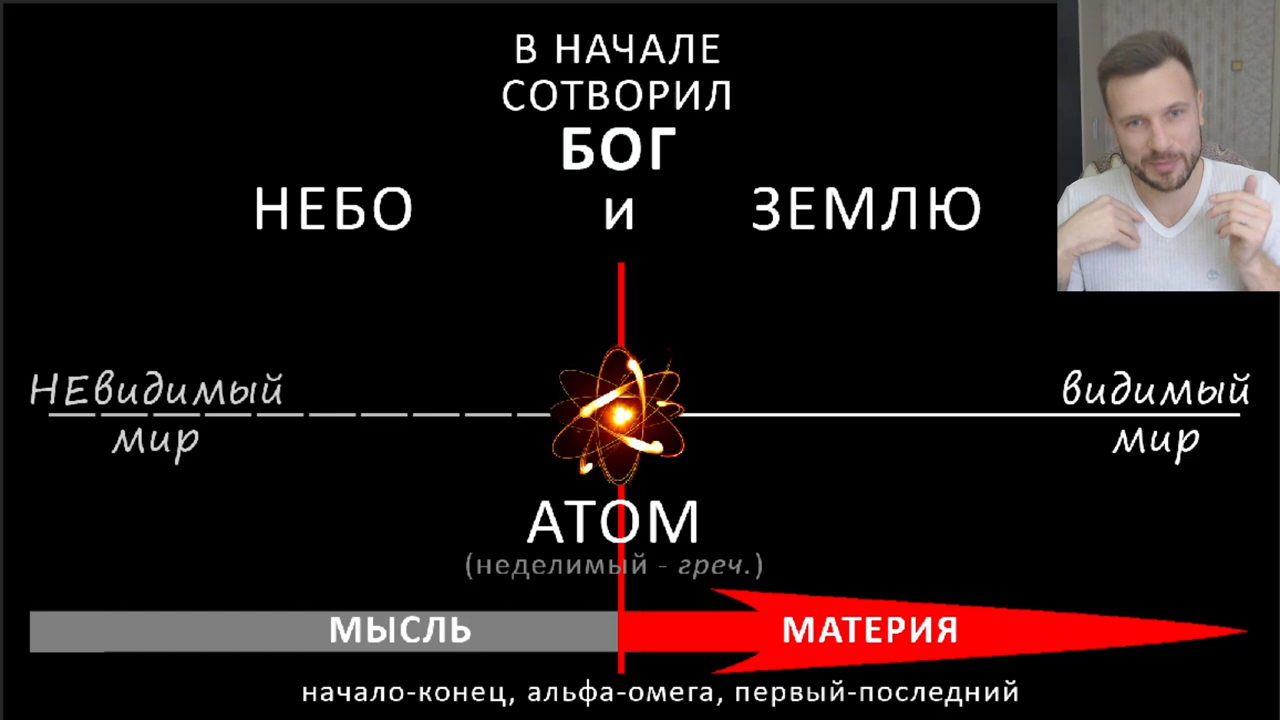 В НАЧАЛЕ
СОТВОРИЛ
БОГ
НЕБО и ЗЕМЛЮ
НЕвидимый
мир
видимый
мир
АТОМ
(неделимый - греч.)
МЫСЛЬ
МАТЕРИЯ
начало-конец, альфа-омега, первый-последний